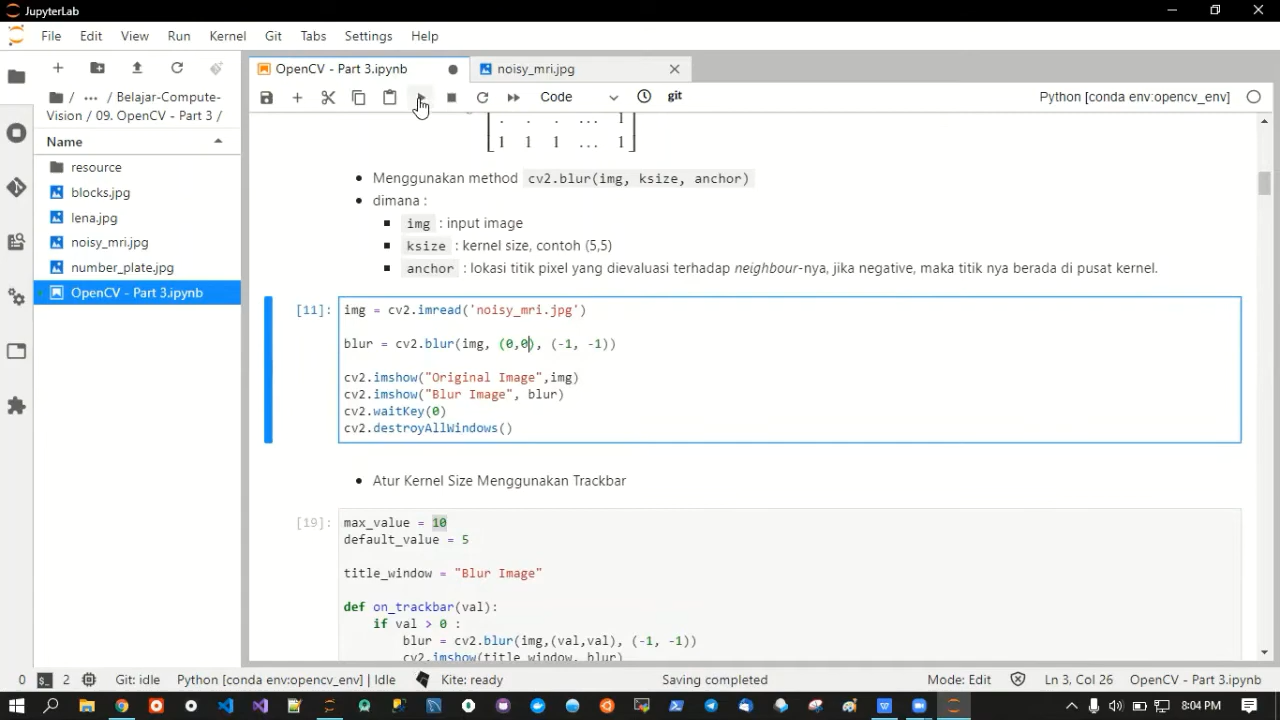 JupyterLab
File Edit View Run Kernel Git Tabs Settings Help
/ ... / Belajar-Compute-
Vision / 09. OpenCV - Part 3 /
Name
resource
blocks.jpg
lena.jpg
noisy_mri.jpg
number_plate.jpg
OpenCV - Part 3.ipynb
OpenCV - Part 3.ipynb
noisy_mri.jpg
Code
git
Python [conda env:opencv_env]
. . . ... 1
1 1 1 ... 1
Menggunakan method cv2.blur(img, ksize, anchor)
dimana :
img : input image
ksize : kernel size, contoh (5,5)
anchor : lokasi titik pixel yang dievaluasi terhadap neighbour-nya, jika negative, maka titik nya berada di pusat kernel.
[11]: img = cv2.imread('noisy_mri.jpg')
blur = cv2.blur(img, (0,0), (-1, -1))
cv2.imshow("Original Image",img)
cv2.imshow("Blur Image", blur)
cv2.waitKey(0)
cv2.destroyAllWindows()
Atur Kernel Size Menggunakan Trackbar
[19]: max_value = 10
default_value = 5
title_window = "Blur Image"
def on_trackbar(val):
if val > 0 :
blur = cv2.blur(img,(val,val), (-1, -1))
cv2.imshow(title_window, blur)
0 2 Git: idle Python [conda env:opencv_env] | Idle Kite: ready Saving completed Mode: Edit Ln 3, Col 26 OpenCV - Part 3.ipynb
8:04 PM